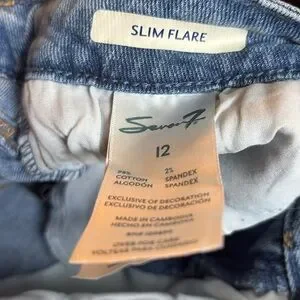 SLIM FLARE
Seven7
12
98% 2%
COTTON SPANDEX
ALGODÓN SPANDEX
EXCLUSIVE OF DECORATION
EXCLUSIVO DE DECORACIÓN
MADE IN CAMBODIA
HECHO EN CAMBOYA
OVER FOR CARE
VOLTEAR PARA CUIDADO